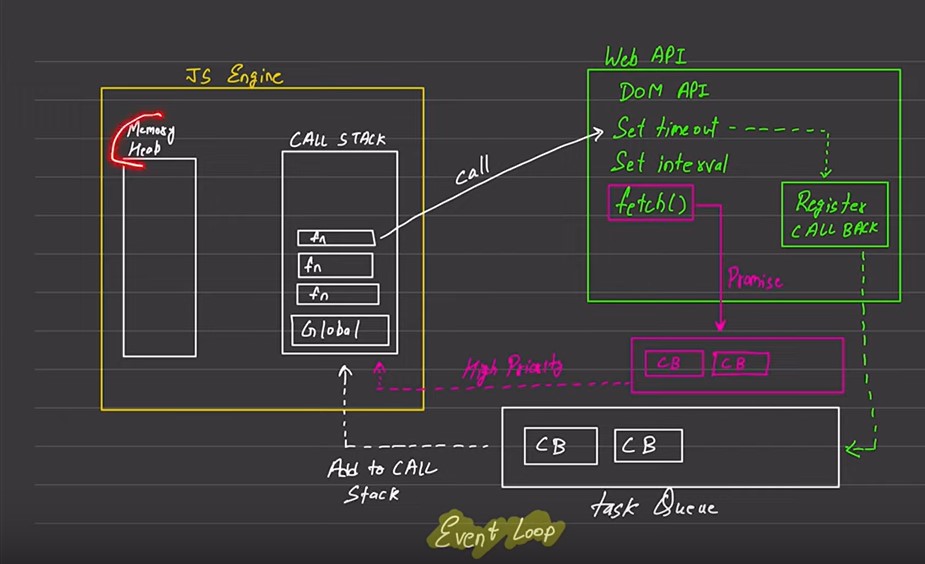 Web API
JS Engine
DOM API
Memory
Heap
CALL STACK
Set timeout
call
Set interval
fn
fetch()
Register
CALL BACK
fn
fn
Promise
Global
High Priority
CB
CB
CB
CB
Add to CALL
Stack
task Queue
Event Loop